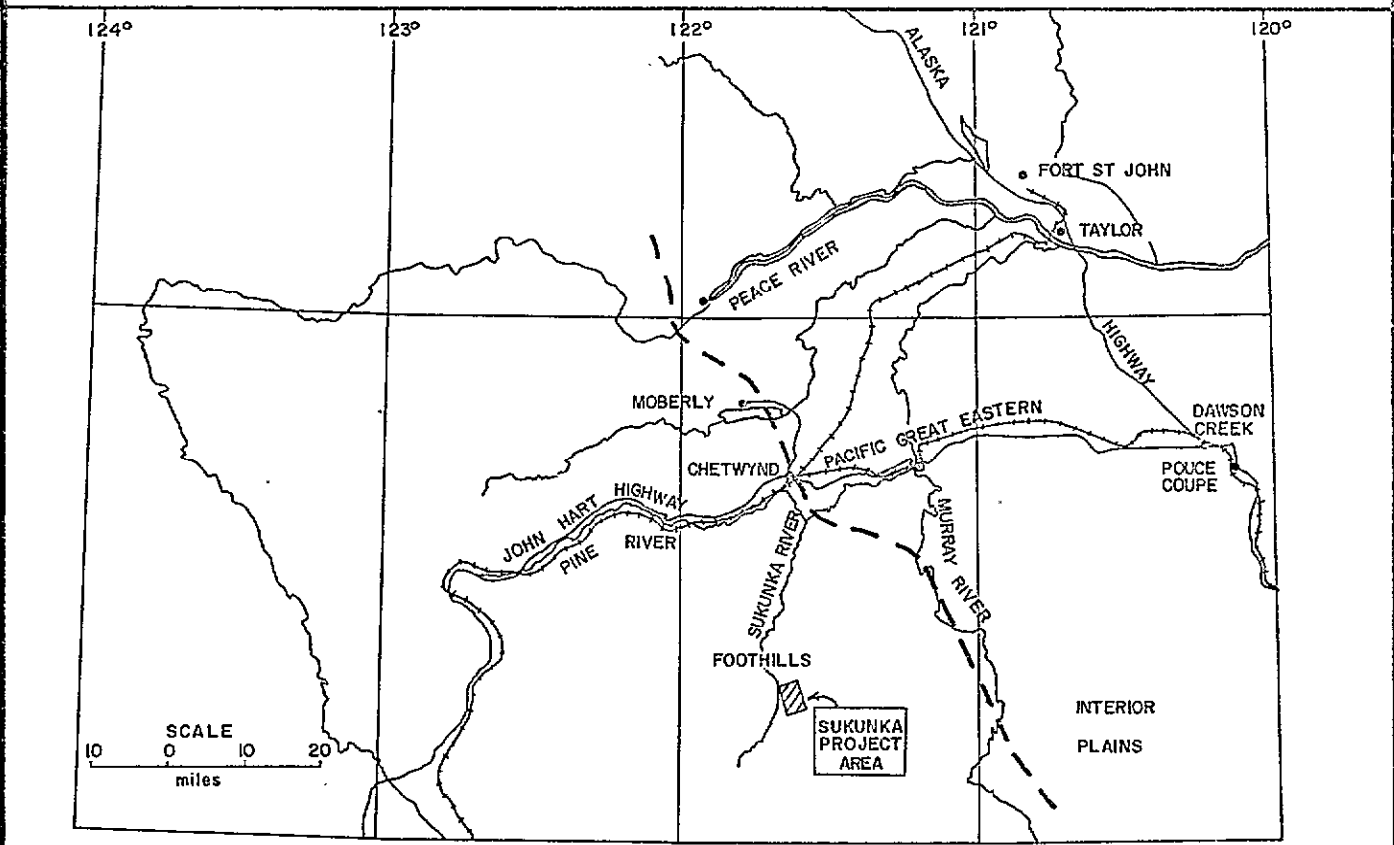 124°
123°
122°
121°
120°
ALASKA
FORT ST JOHN
TAYLOR
PEACE RIVER
HIGHWAY
MOBERLY
DAWSON
CREEK
PACIFIC GREAT EASTERN
CHETWYND
POUCE
COUPE
JOHN HART HIGHWAY
PINE RIVER
SUKUNKA RIVER
MURRAY RIVER
FOOTHILLS
INTERIOR
PLAINS
SUKUNKA
PROJECT
AREA
SCALE
10 0 10 20
miles